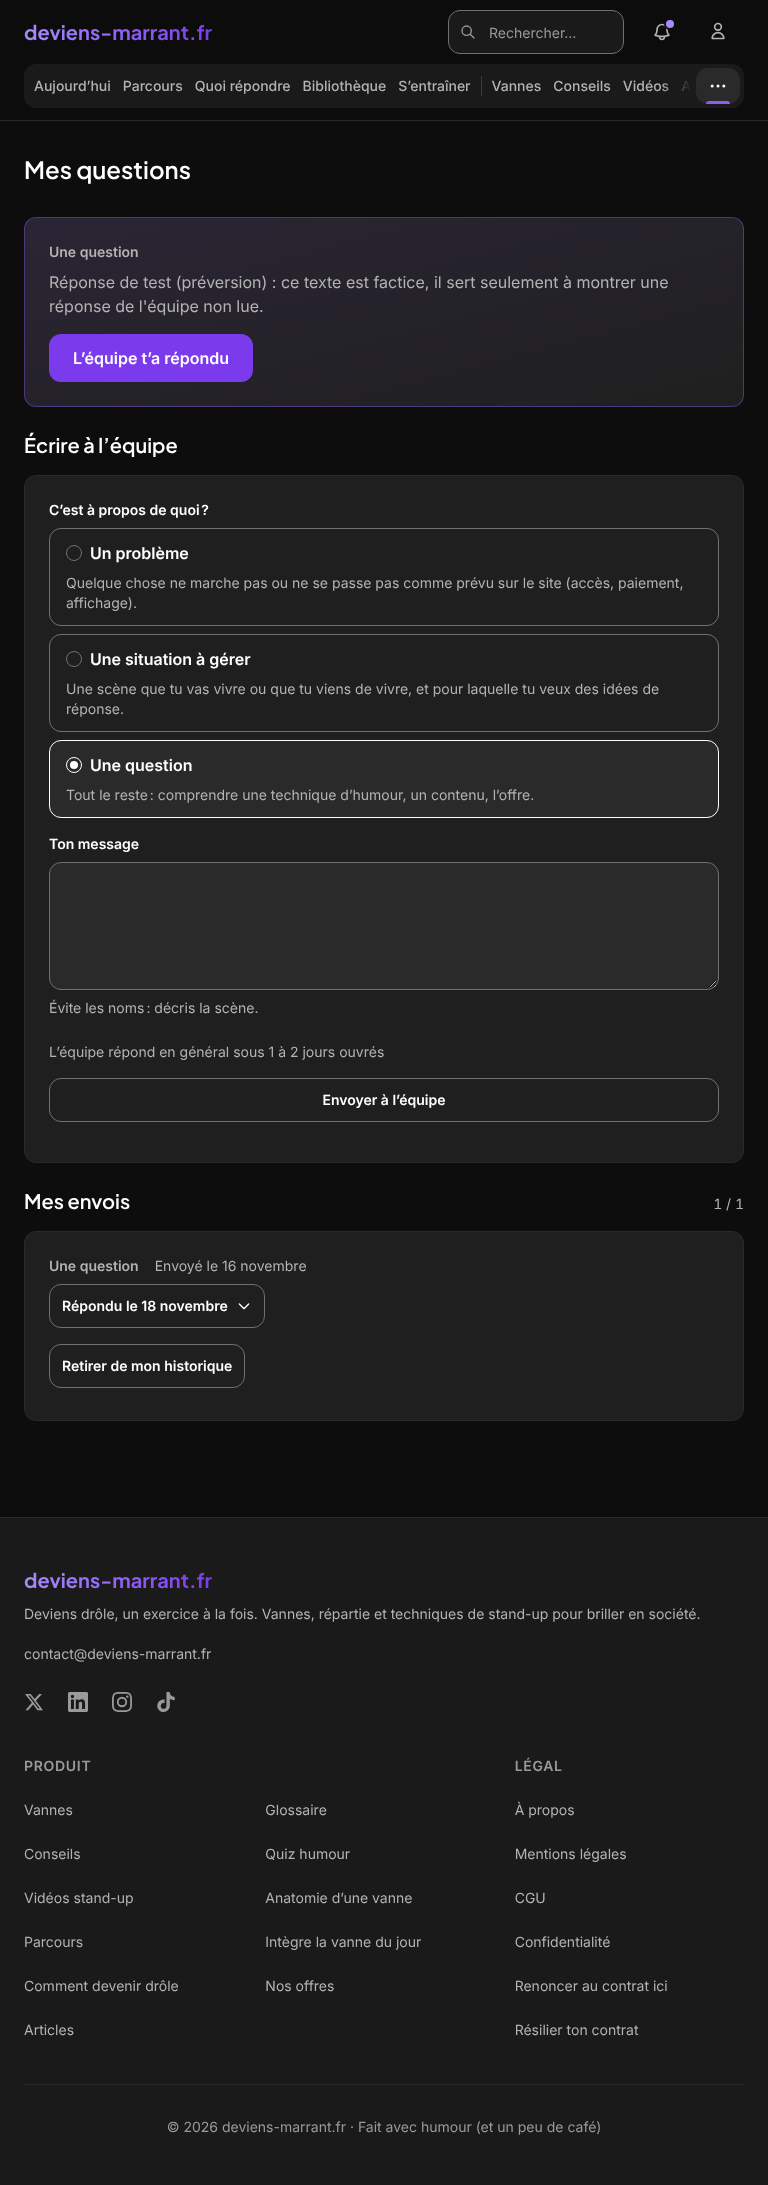 deviens-marrant.fr
Rechercher...
Aujourd’hui Parcours Quoi répondre Bibliothèque S’entraîner Vannes Conseils Vidéos
Mes questions
Une question
Réponse de test (préversion) : ce texte est factice, il sert seulement à montrer une
réponse de l'équipe non lue.
L’équipe t’a répondu
Écrire à l’équipe
C’est à propos de quoi ?
Un problème
Quelque chose ne marche pas ou ne se passe pas comme prévu sur le site (accès, paiement,
affichage).
Une situation à gérer
Une scène que tu vas vivre ou que tu viens de vivre, et pour laquelle tu veux des idées de
réponse.
Une question
Tout le reste : comprendre une technique d’humour, un contenu, l’offre.
Ton message
Évite les noms : décris la scène.
L’équipe répond en général sous 1 à 2 jours ouvrés
Envoyer à l’équipe
Mes envois
1 / 1
Une question Envoyé le 16 novembre
Répondu le 18 novembre
Retirer de mon historique
deviens-marrant.fr
Deviens drôle, un exercice à la fois. Vannes, répartie et techniques de stand-up pour briller en société.
contact@deviens-marrant.fr
PRODUIT
Vannes
Conseils
Vidéos stand-up
Parcours
Comment devenir drôle
Articles
Glossaire
Quiz humour
Anatomie d’une vanne
Intègre la vanne du jour
Nos offres
LÉGAL
À propos
Mentions légales
CGU
Confidentialité
Renoncer au contrat ici
Résilier ton contrat
© 2026 deviens-marrant.fr · Fait avec humour (et un peu de café)